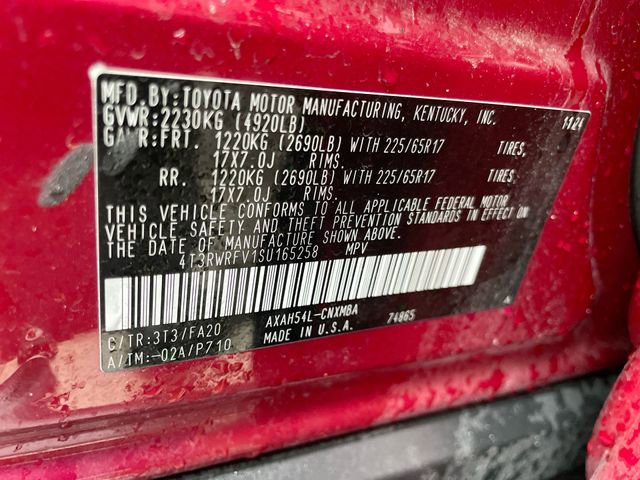 MFD.BY:TOYOTA MOTOR MANUFACTURING, KENTUCKY, INC. 11/24
GVWR:2230KG (4920LB)
GAWR:FRT. 1220KG (2690LB) WITH 225/65R17 TIRES,
17X7.0J RIMS.
RR. 1220KG (2690LB) WITH 225/65R17 TIRES,
17X7.0J RIMS.
THIS VEHICLE CONFORMS TO ALL APPLICABLE FEDERAL MOTOR
VEHICLE SAFETY AND THEFT PREVENTION STANDARDS IN EFFECT ON
THE DATE OF MANUFACTURE SHOWN ABOVE.
4T3RWRFV1SU165258 MPV
C/TR:3T3/FA20 AXAH54L-CNXMBA 74865 A
A/TM:-02A/P710 MADE IN U.S.A.